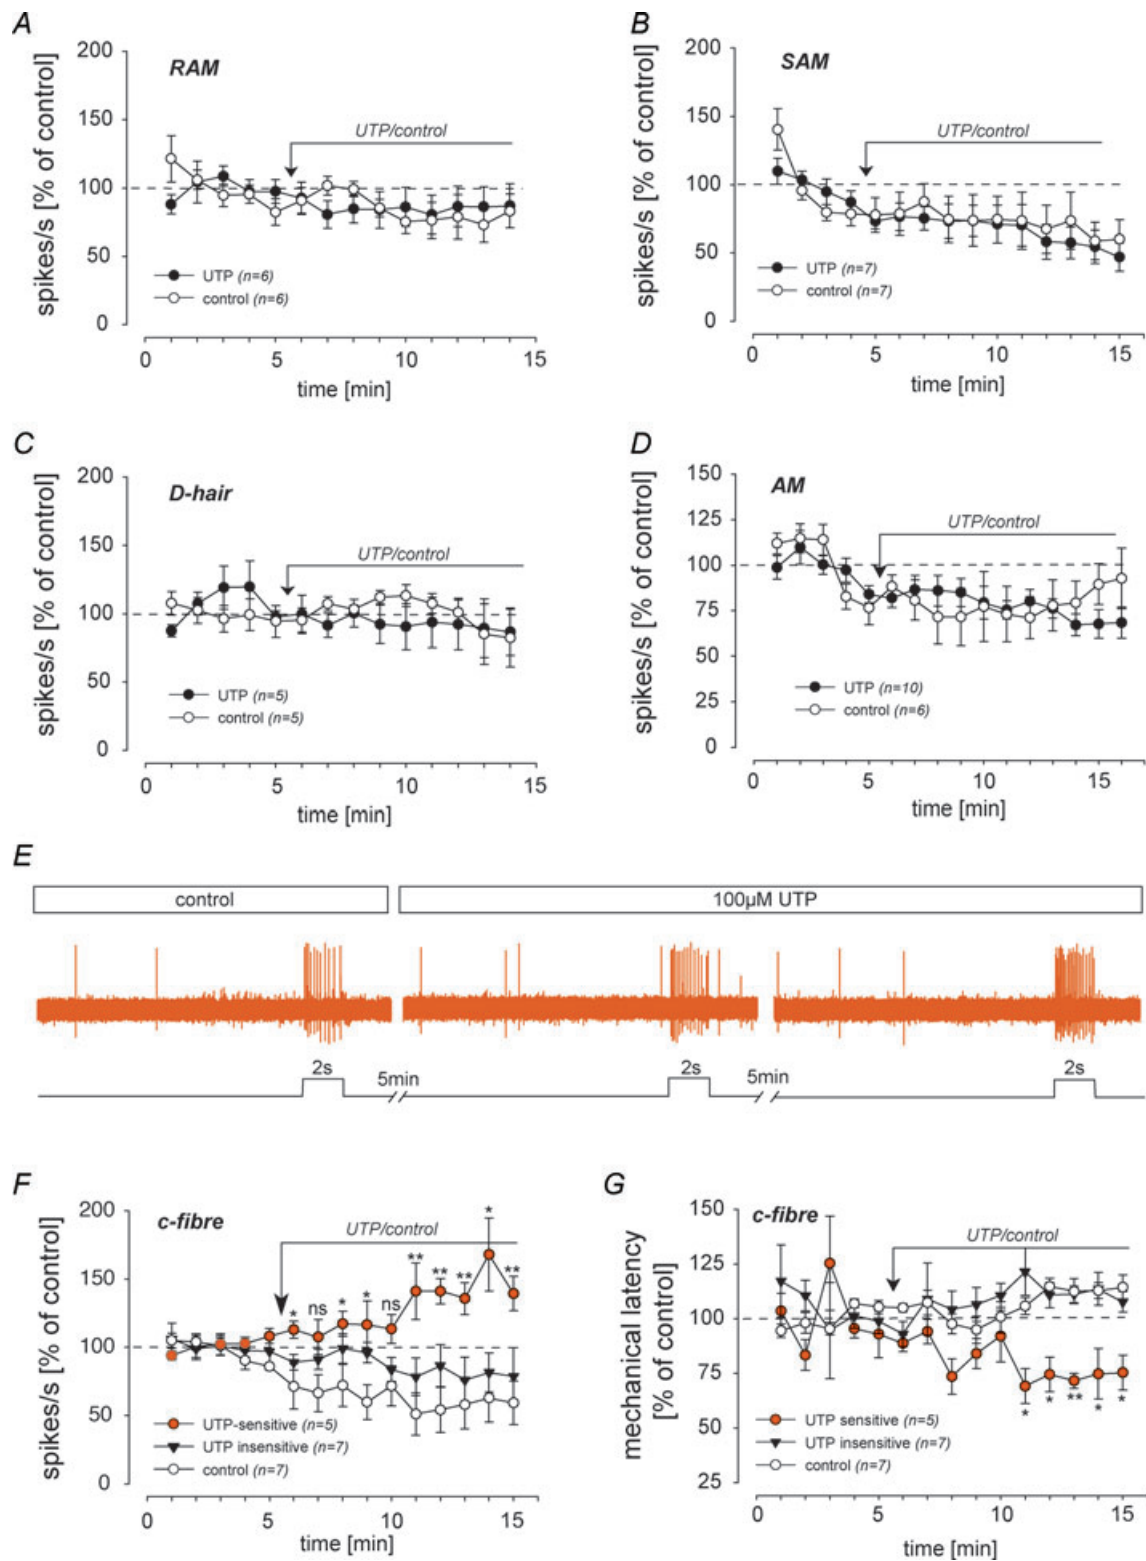 A
RAM
spikes/s [% of control]
200
150
100
50
0
UTP/control
UTP (n=6)
control (n=6)
0 5 10 15
time [min]
B
SAM
spikes/s [% of control]
200
150
100
50
0
UTP/control
UTP (n=7)
control (n=7)
0 5 10 15
time [min]
C
D-hair
spikes/s [% of control]
200
150
100
50
0
UTP/control
UTP (n=5)
control (n=5)
0 5 10 15
time [min]
D
AM
spikes/s [% of control]
150
125
100
75
50
25
0
UTP/control
UTP (n=10)
control (n=6)
0 5 10 15
time [min]
E
control
100µM UTP
2s 5min 2s 5min 2s
F
c-fibre
spikes/s [% of control]
200
150
100
50
0
UTP/control
* ns * * ns ** ** ** * **
UTP-sensitive (n=5)
UTP insensitive (n=7)
control (n=7)
0 5 10 15
time [min]
G
c-fibre
mechanical latency
[% of control]
150
125
100
75
50
25
UTP/control
* * ** * *
UTP sensitive (n=5)
UTP insensitive (n=7)
control (n=7)
0 5 10 15
time [min]